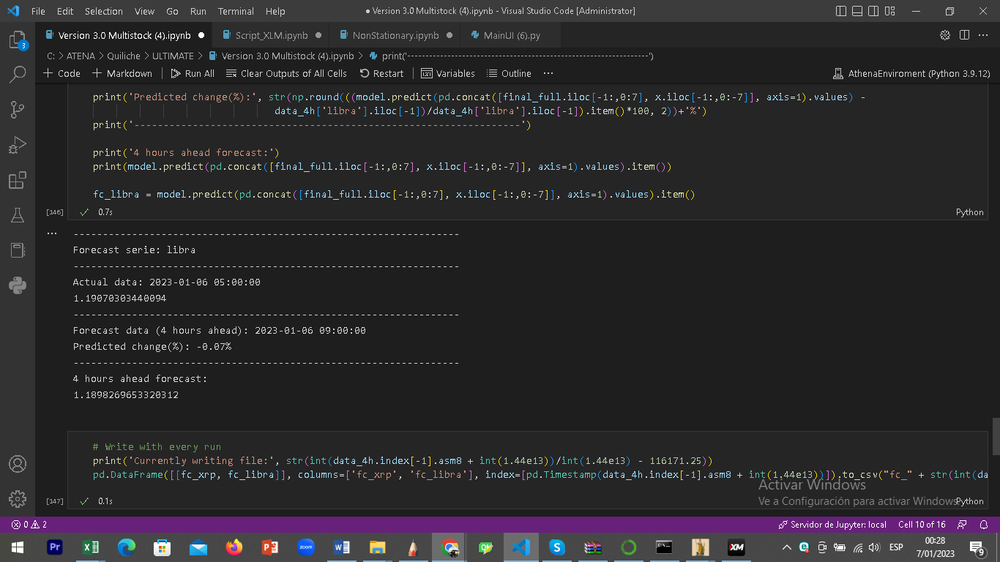 File Edit Selection View Go Run Terminal Help
● Version 3.0 Multistock (4).ipynb - Visual Studio Code [Administrator]
Version 3.0 Multistock (4).ipynb ●
Script_XLM.ipynb ●
NonStationary.ipynb ●
MainUI (6).py
3
C: > ATENA > Quiliche > ULTIMATE > Version 3.0 Multistock (4).ipynb > print('------------------------------------------------------------------')
+ Code + Markdown Run All Clear Outputs of All Cells Restart Variables Outline ...
AthenaEnviroment (Python 3.9.12)
print('Predicted change(%):', str(np.round(((model.predict(pd.concat([final_full.iloc[-1:,0:7], x.iloc[-1:,0:-7]], axis=1).values) -
data_4h['libra'].iloc[-1])/data_4h['libra'].iloc[-1]).item()*100, 2))+'%')
print('------------------------------------------------------------------')
print('4 hours ahead forecast:')
print(model.predict(pd.concat([final_full.iloc[-1:,0:7], x.iloc[-1:,0:-7]], axis=1).values).item())
fc_libra = model.predict(pd.concat([final_full.iloc[-1:,0:7], x.iloc[-1:,0:-7]], axis=1).values).item()
[146] ✓ 0.7s Python
...
------------------------------------------------------------------
Forecast serie: libra
------------------------------------------------------------------
Actual data: 2023-01-06 05:00:00
1.19070303440094
------------------------------------------------------------------
Forecast data (4 hours ahead): 2023-01-06 09:00:00
Predicted change(%): -0.07%
------------------------------------------------------------------
4 hours ahead forecast:
1.1898269653320312
# Write with every run
print('Currently writing file:', str(int(data_4h.index[-1].asm8 + int(1.44e13))/int(1.44e13) - 116171.25))
pd.DataFrame([[fc_xrp, fc_libra]], columns=['fc_xrp', 'fc_libra'], index=[pd.Timestamp(data_4h.index[-1].asm8 + int(1.44e13))]).to_csv("fc_" + str(int(da
[147] ✓ 0.1s Python
Activar Windows
Ve a Configuración para activar Windows.
0 2
Servidor de Jupyter: local Cell 10 of 16
Pr
zoom
XM
ESP
00:28
7/01/2023
9